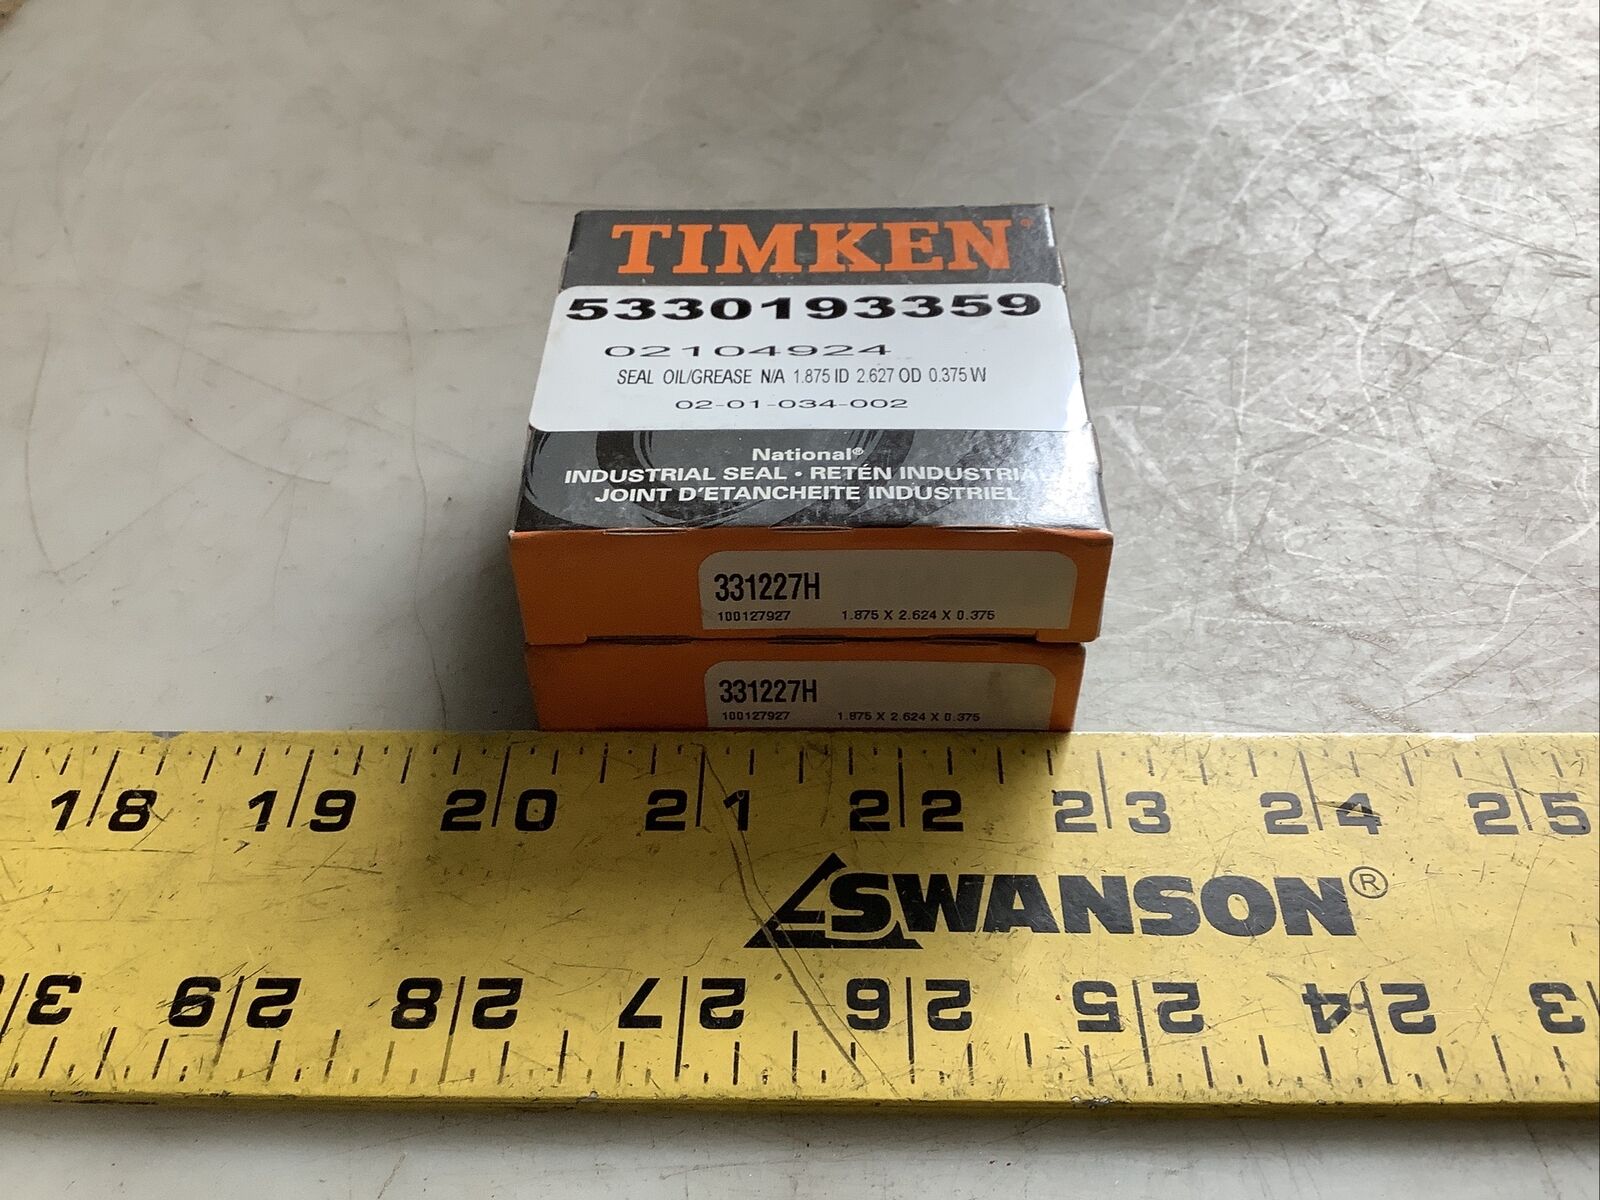 TIMKEN®
5330193359
02104924
SEAL OIL/GREASE N/A 1.875 ID 2.627 OD 0.375 W
02-01-034-002
National®
INDUSTRIAL SEAL • RETÉN INDUSTRIAL
JOINT D'ETANCHEITE INDUSTRIEL
331227H
100127927 1.875 X 2.624 X 0.375
331227H
100127927 1.875 X 2.624 X 0.375
18 19 20 21 22 23 24 25
SWANSON®
3 29 28 27 26 25 24 23